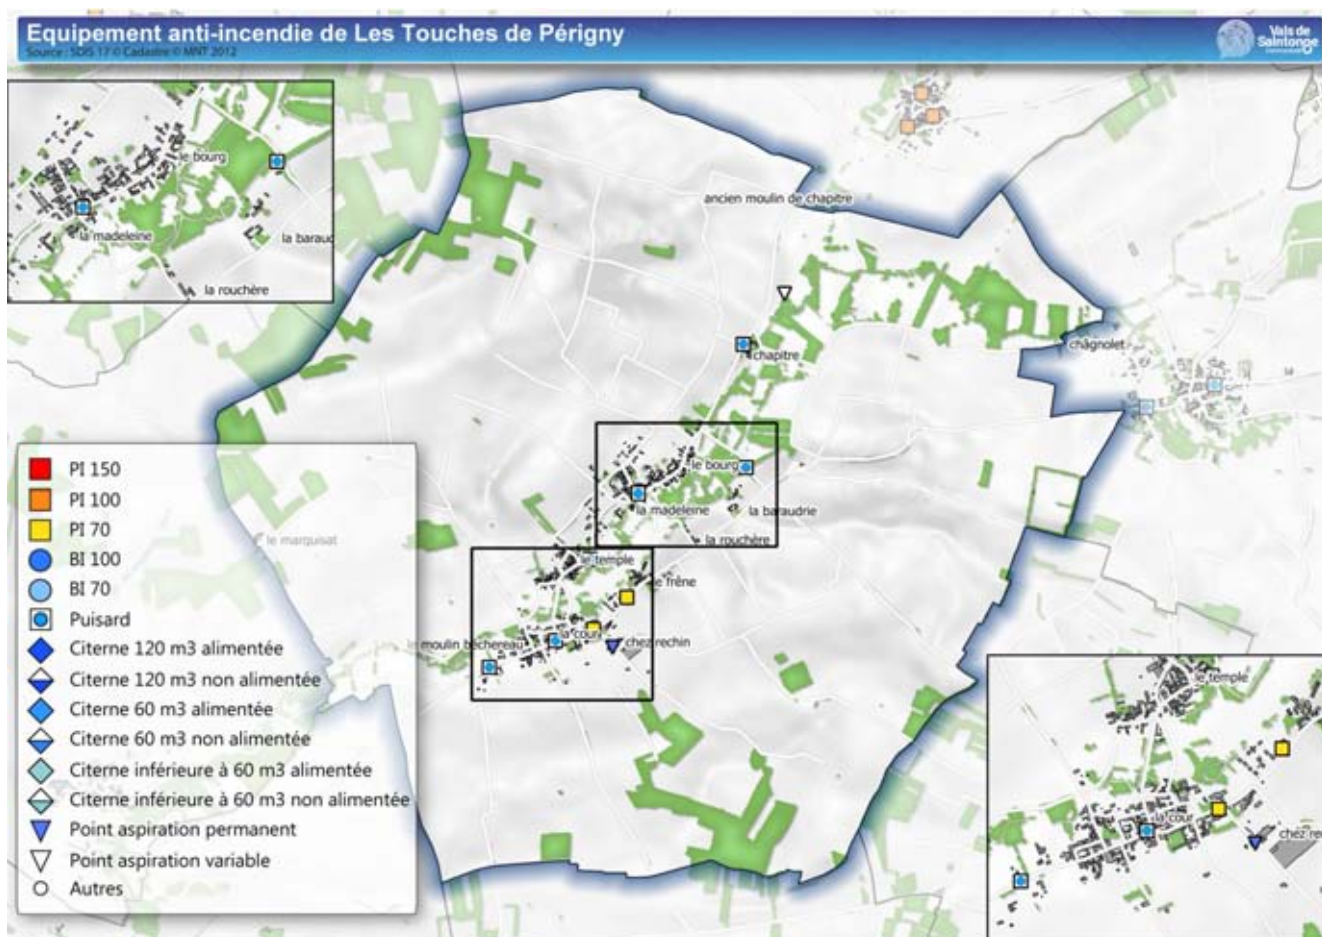 Equipement anti-incendie de Les Touches de Périgny
Source : SDIS 17 © Cadastre © MNT 2012
Vals de
Saintonge
le bourg
la madeleine
la baraud
la rouchère
ancien moulin de chapitre
chapitre
châgnolet
le bourg
la madeleine
la baraudrie
la rouchère
le marquisat
le temple
le frêne
la cour
chez rechin
le moulin béchereau
PI 150
PI 100
PI 70
BI 100
BI 70
Puisard
Citerne 120 m3 alimentée
Citerne 120 m3 non alimentée
Citerne 60 m3 alimentée
Citerne 60 m3 non alimentée
Citerne inférieure à 60 m3 alimentée
Citerne inférieure à 60 m3 non alimentée
Point aspiration permanent
Point aspiration variable
Autres
le temple
la cour
chez re